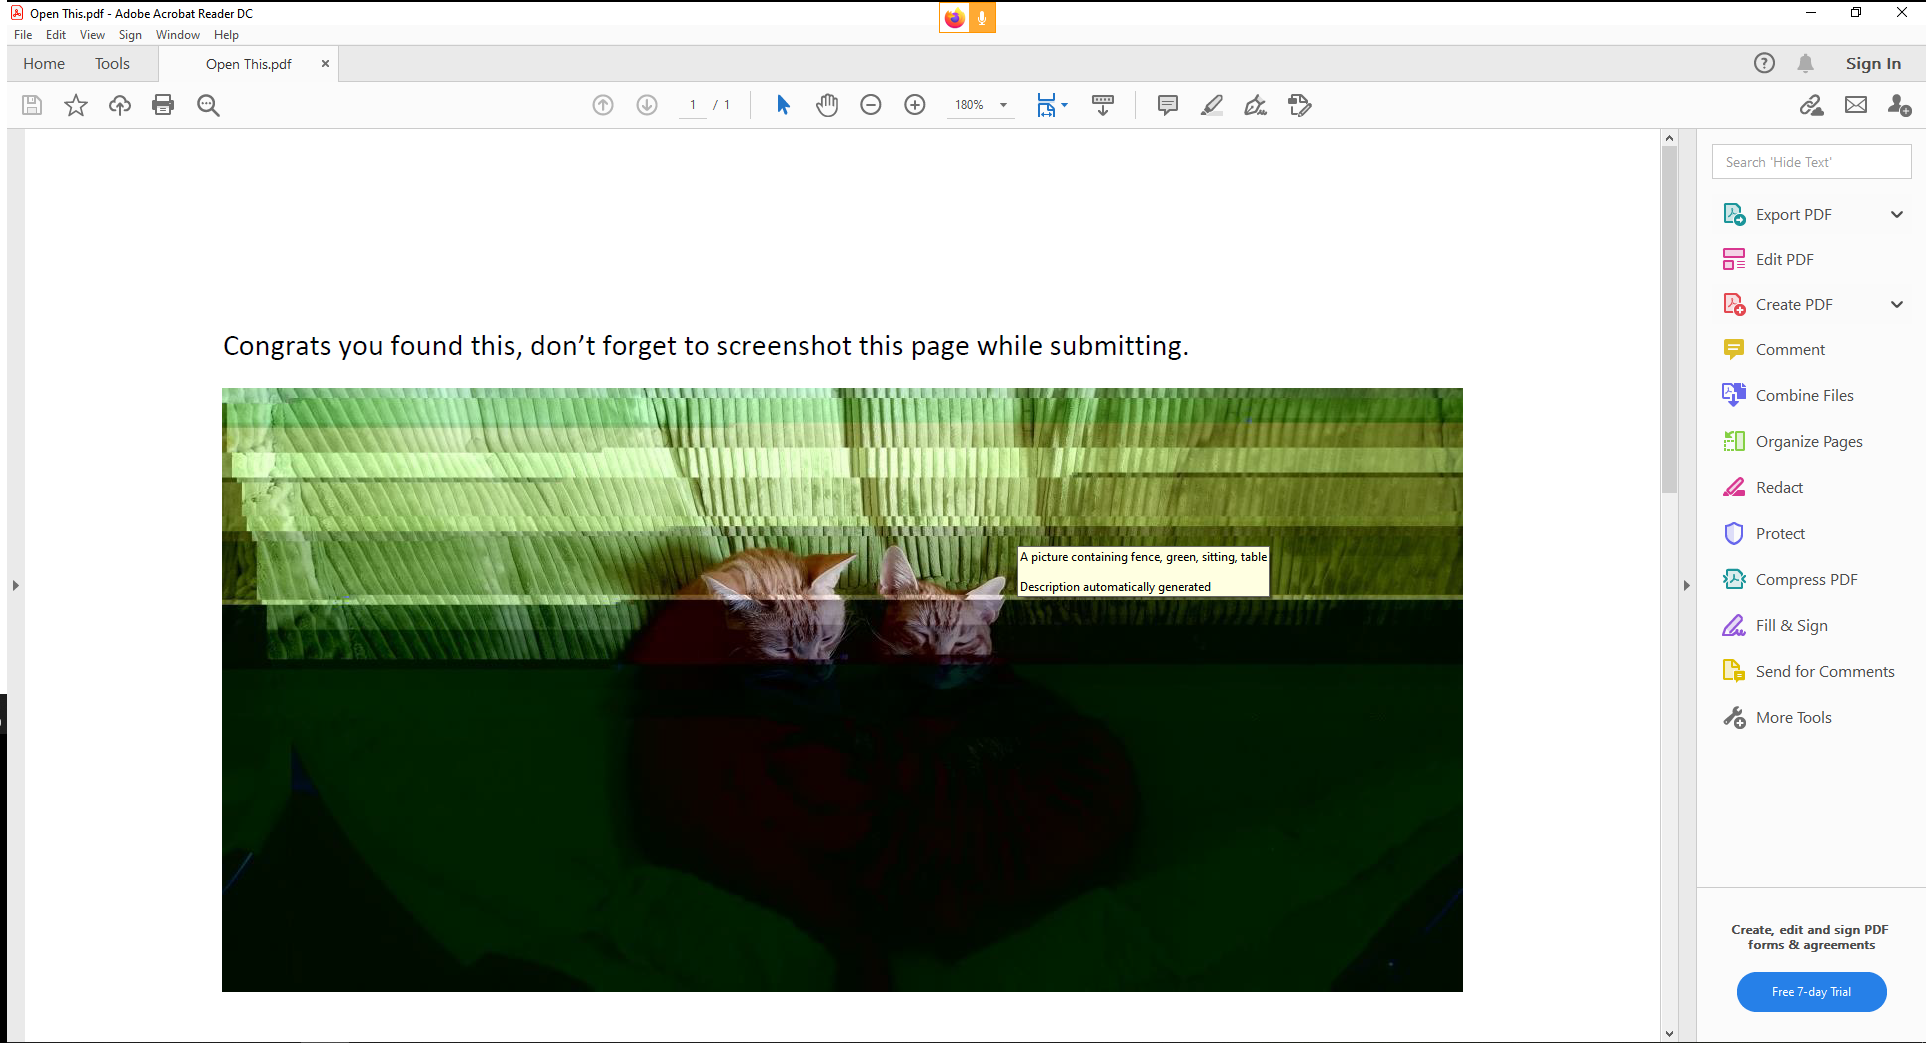 Open This.pdf - Adobe Acrobat Reader DC
File Edit View Sign Window Help
Home Tools Open This.pdf × Sign In
1 / 1 180%
Search 'Hide Text'
Export PDF
Edit PDF
Create PDF
Comment
Combine Files
Organize Pages
Redact
Protect
Compress PDF
Fill & Sign
Send for Comments
More Tools
Create, edit and sign PDF
forms & agreements
Free 7-day Trial
Congrats you found this, don’t forget to screenshot this page while submitting.
A picture containing fence, green, sitting, table
Description automatically generated